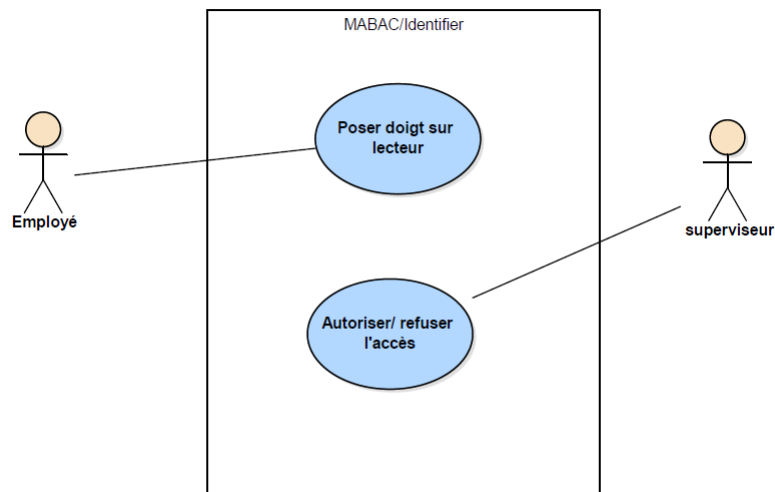 MABAC/Identifier
Poser doigt sur
lecteur
Employé
superviseur
Autoriser/ refuser
l'accès